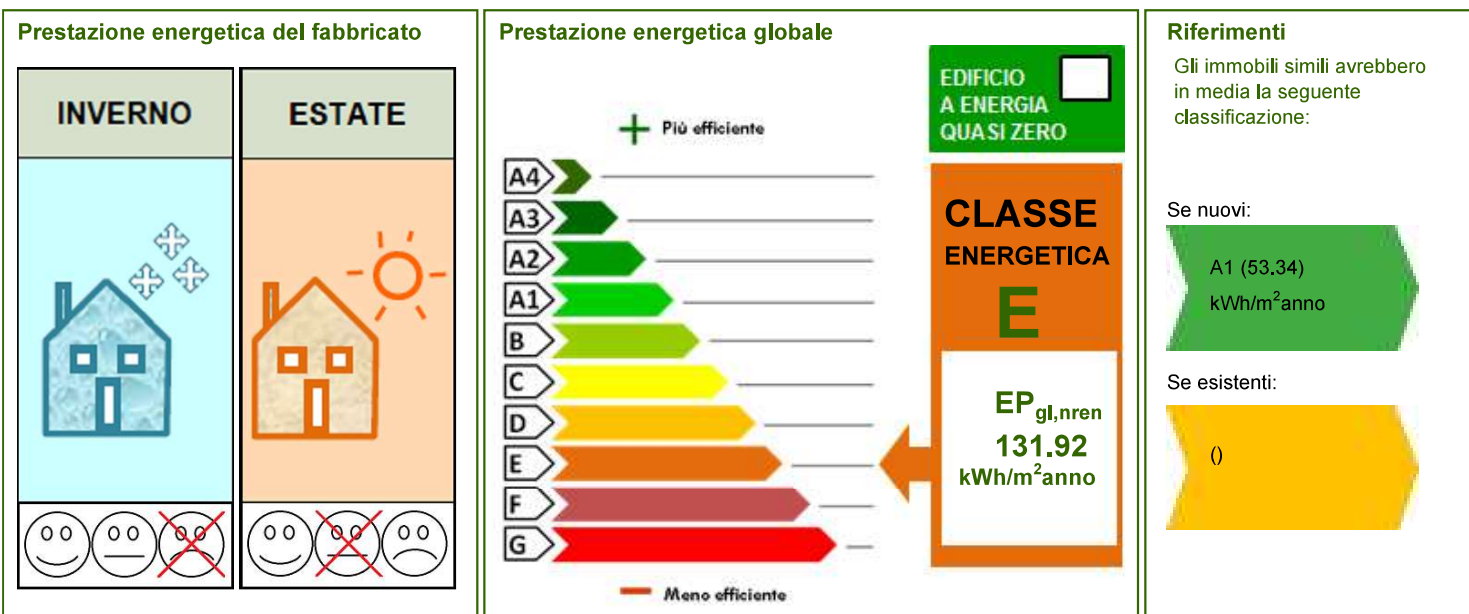 Prestazione energetica del fabbricato
INVERNO
ESTATE
Prestazione energetica globale
Più efficiente
A4
A3
A2
A1
B
C
D
E
F
G
Meno efficiente
EDIFICIO
A ENERGIA
QUASI ZERO
CLASSE
ENERGETICA
E
EPgl,nren
131.92
kWh/m²anno
Riferimenti
Gli immobili simili avrebbero
in media la seguente
classificazione:
Se nuovi:
A1 (53.34)
kWh/m²anno
Se esistenti:
()